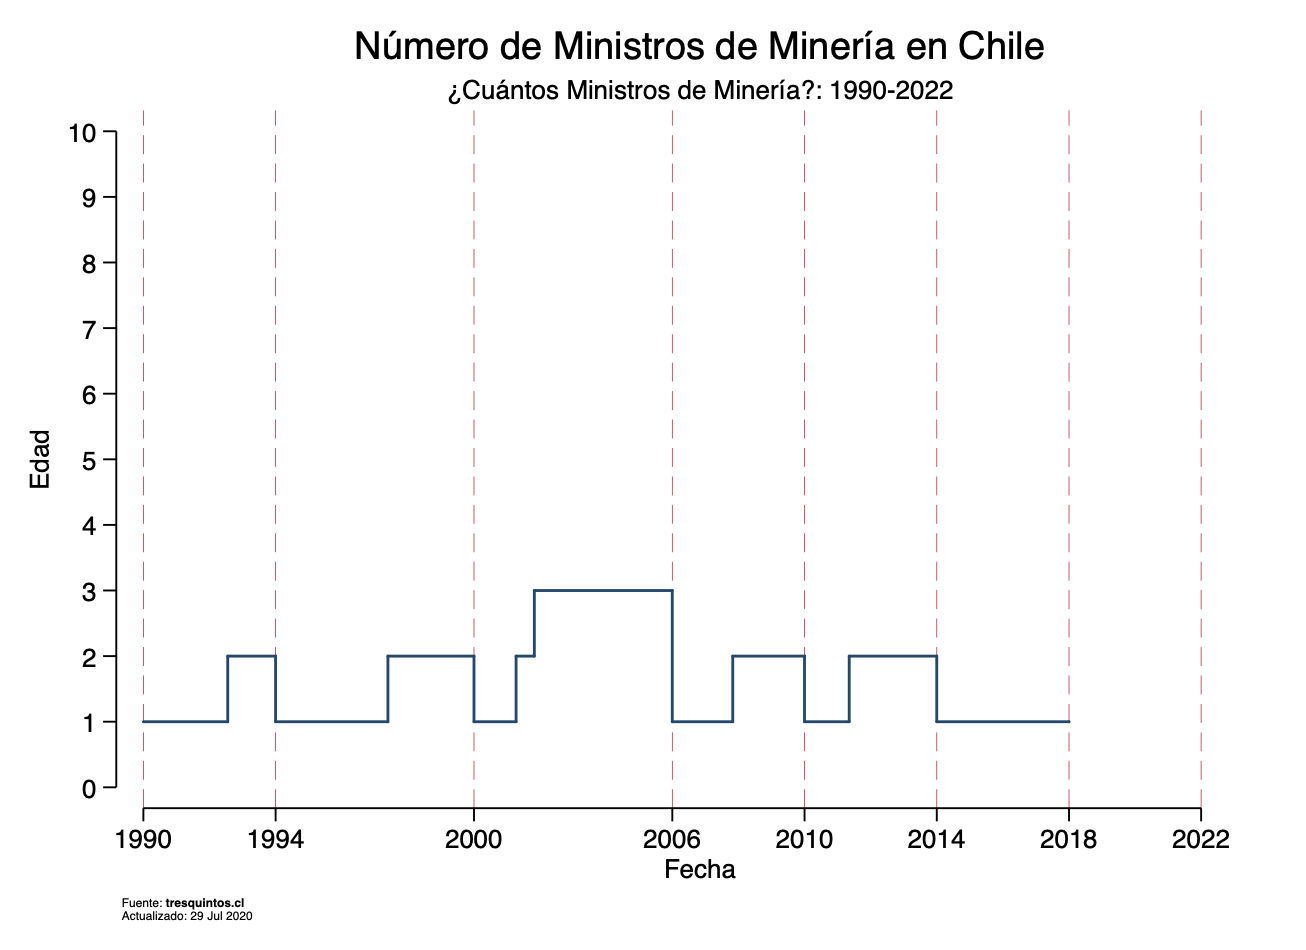 Número de Ministros de Minería en Chile
¿Cuántos Ministros de Minería?: 1990-2022
10
9
8
7
6
5
4
3
2
1
0
Edad
1990 1994 2000 2006 2010 2014 2018 2022
Fecha
Fuente: tresquintos.cl
Actualizado: 29 Jul 2020